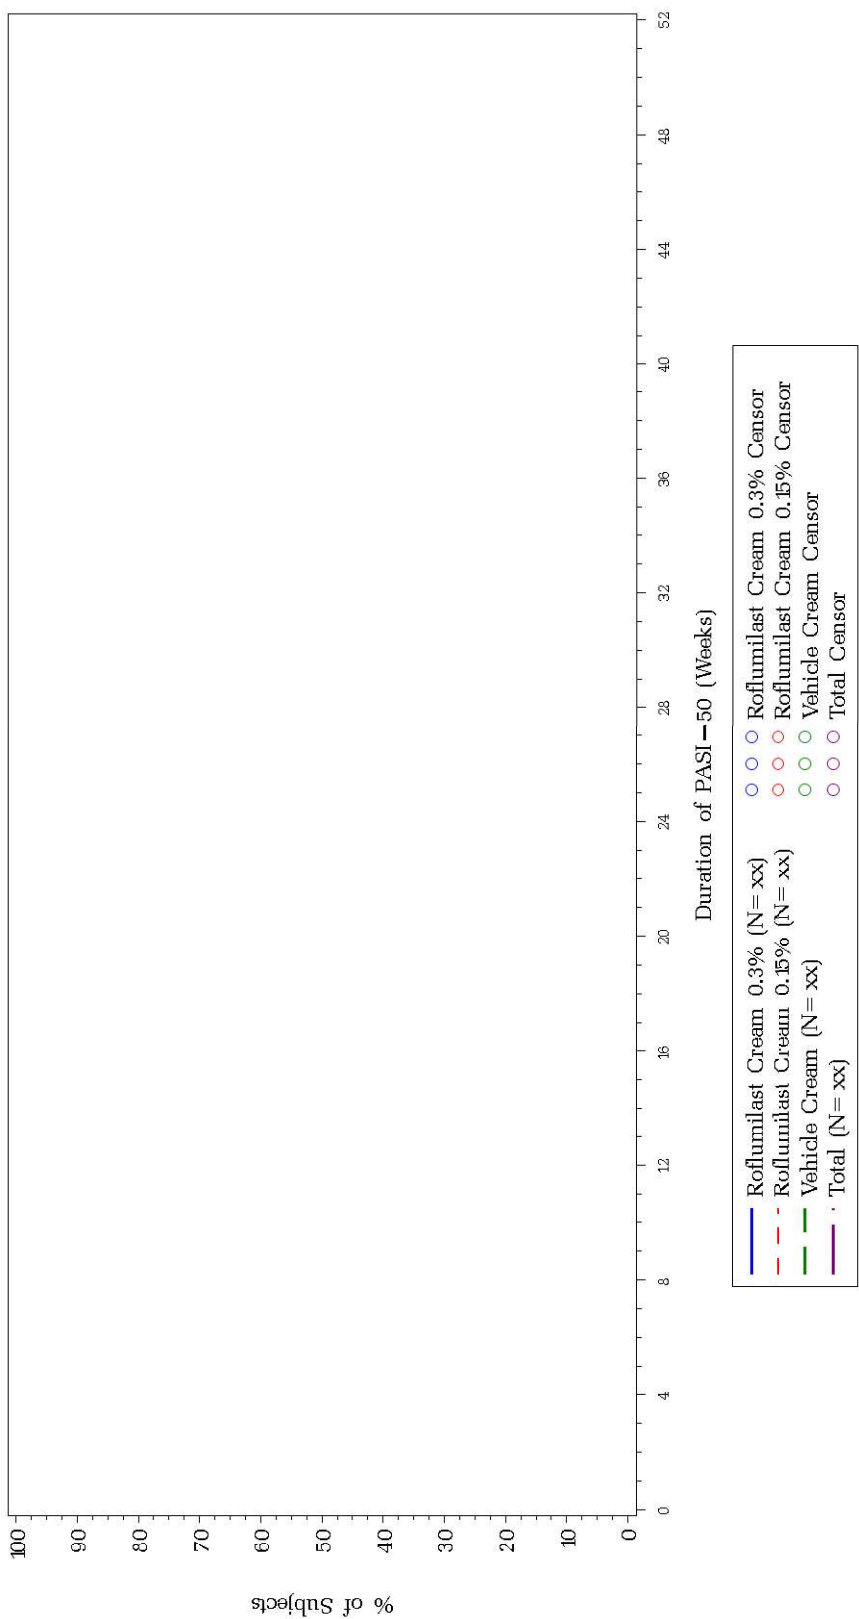 % of Subjects
100
90
80
70
60
50
40
30
20
10
0
0 4 8 12 16 20 24 28 32 36 40 44 48 52
Duration of PASI-50 (Weeks)
Roflumilast Cream 0.3% (N=xx) Roflumilast Cream 0.3% Censor
Roflumilast Cream 0.15% (N=xx) Roflumilast Cream 0.15% Censor
Vehicle Cream (N=xx) Vehicle Cream Censor
Total (N=xx) Total Censor